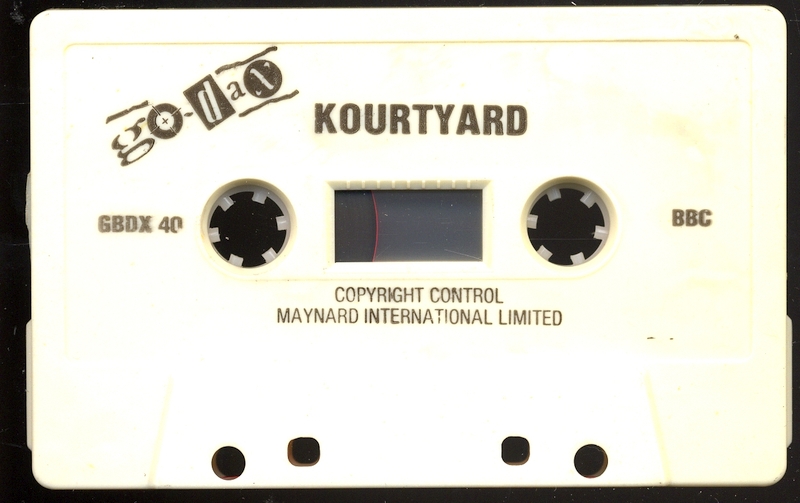 go-dax
KOURTYARD
GBDX 40
BBC
COPYRIGHT CONTROL
MAYNARD INTERNATIONAL LIMITED